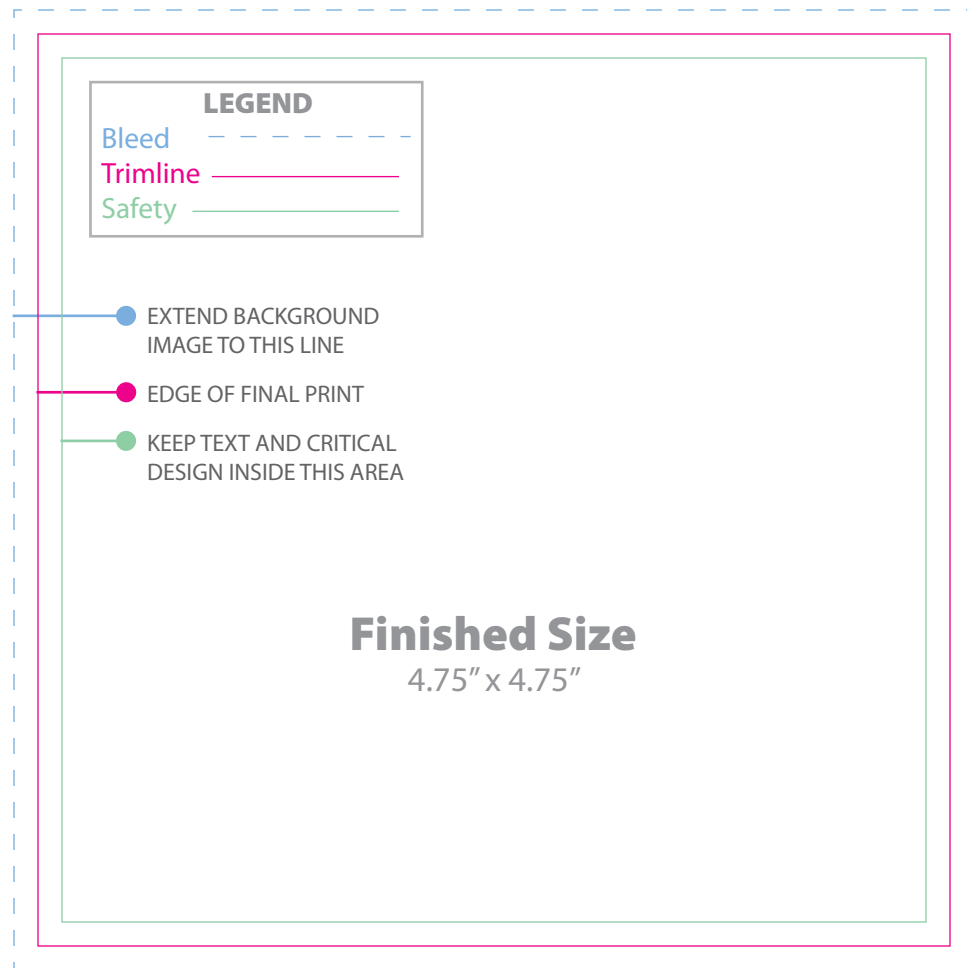 LEGEND
Bleed
Trimline
Safety
EXTEND BACKGROUND
IMAGE TO THIS LINE
EDGE OF FINAL PRINT
KEEP TEXT AND CRITICAL
DESIGN INSIDE THIS AREA
Finished Size
4.75” x 4.75”